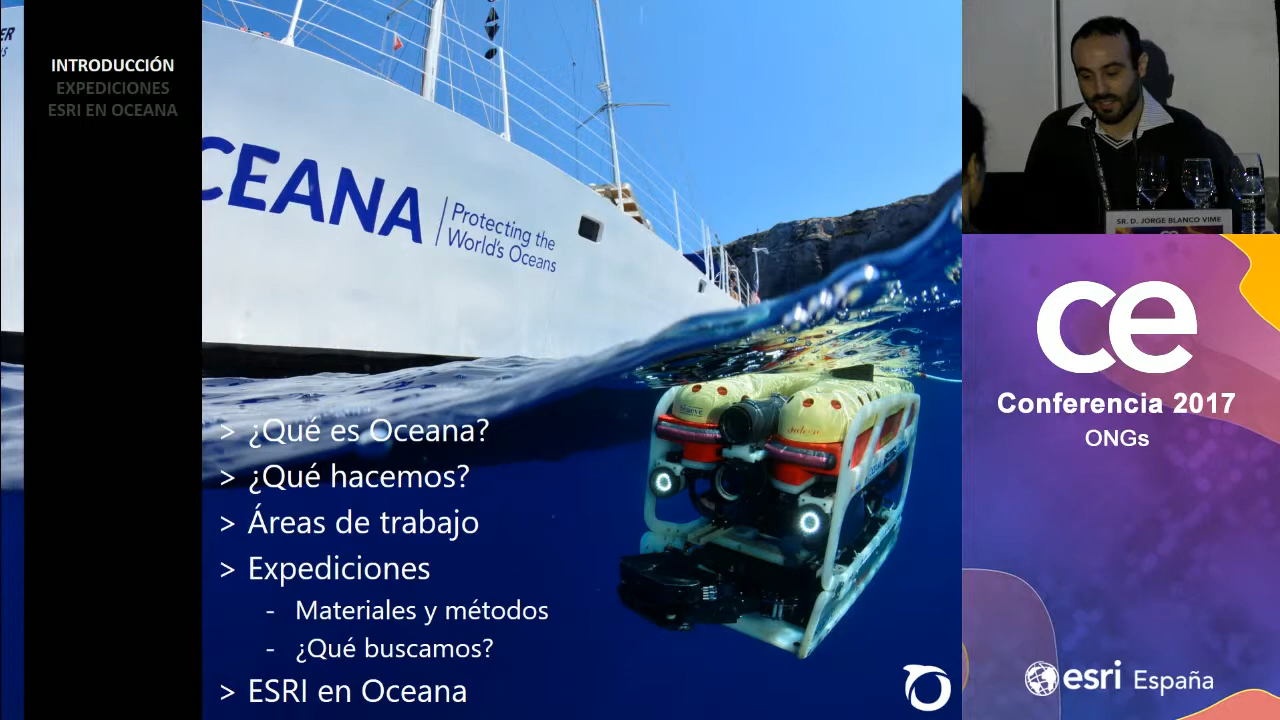 INTRODUCCIÓN
EXPEDICIONES
ESRI EN OCEANA
CEANA
Protecting the
World's Oceans
> ¿Qué es Oceana?
> ¿Qué hacemos?
> Áreas de trabajo
> Expediciones
- Materiales y métodos
- ¿Qué buscamos?
> ESRI en Oceana
SR. D. JORGE BLANCO VIME
ce
Conferencia 2017
ONGs
esri España